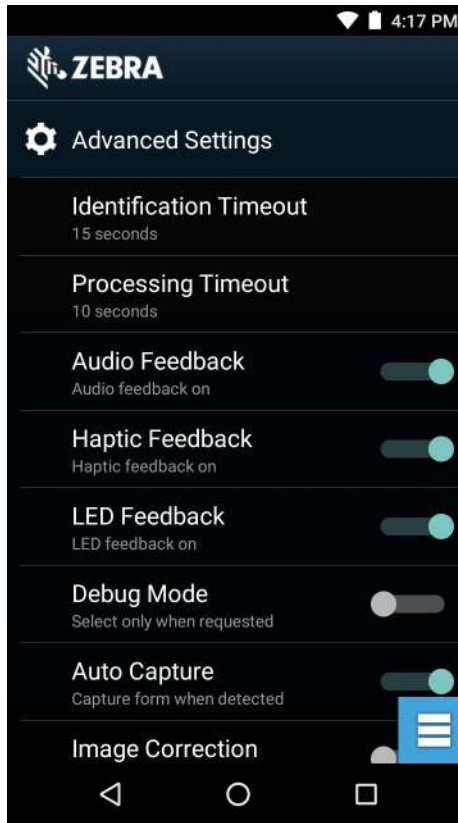 4:17 PM
ZEBRA
Advanced Settings
Identification Timeout
15 seconds
Processing Timeout
10 seconds
Audio Feedback
Audio feedback on
Haptic Feedback
Haptic feedback on
LED Feedback
LED feedback on
Debug Mode
Select only when requested
Auto Capture
Capture form when detected
Image Correction